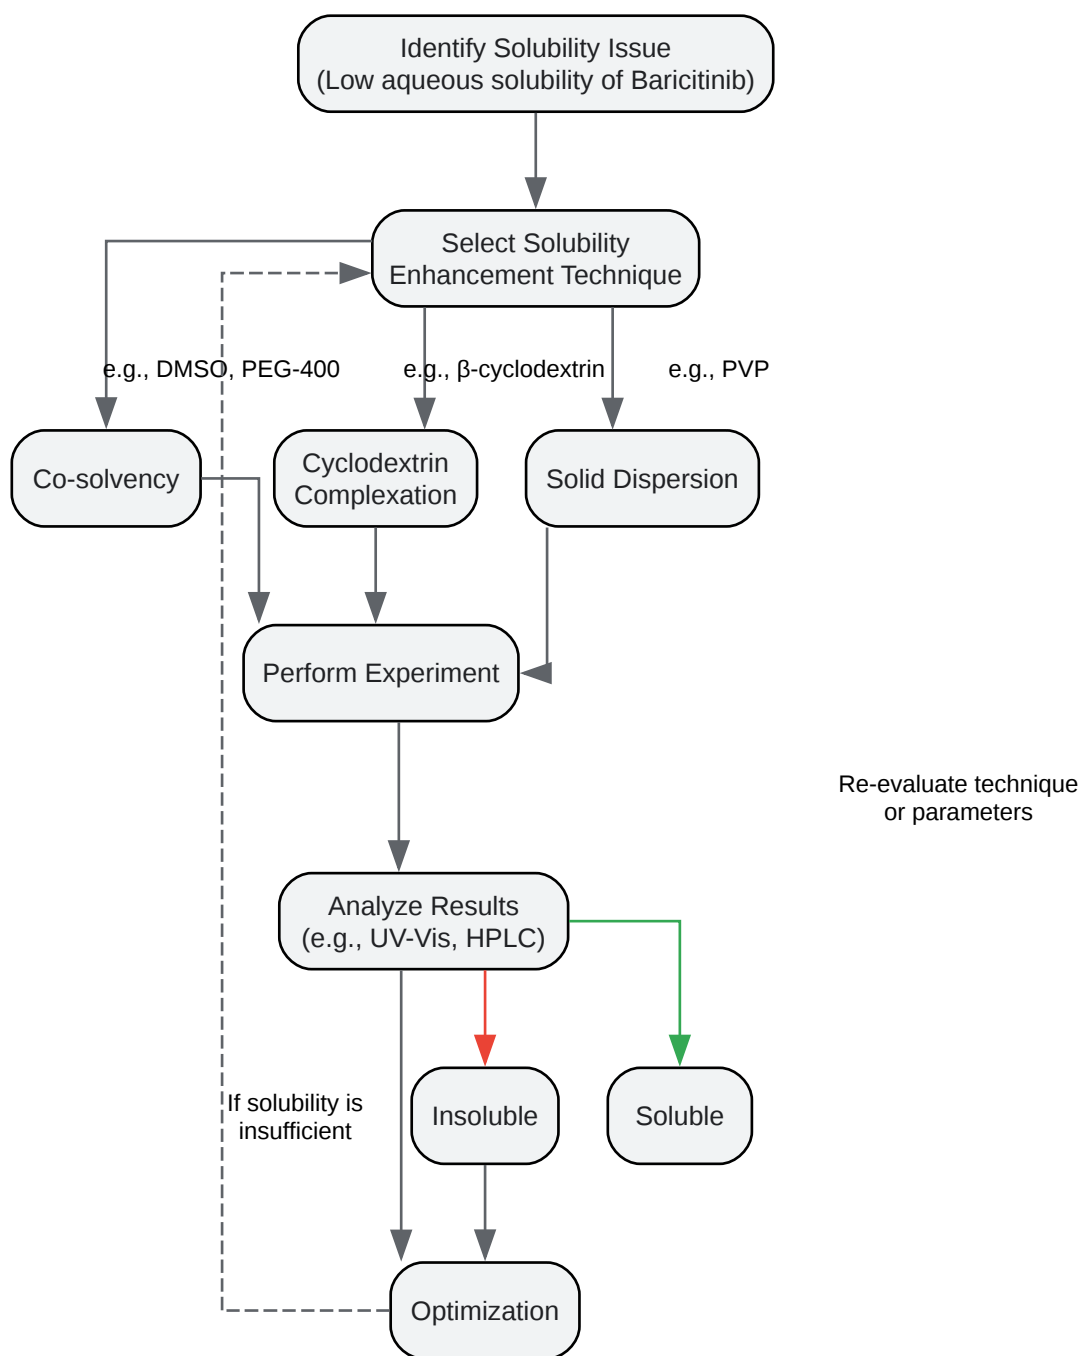 Identify Solubility Issue
(Low aqueous solubility of Baricitinib)
Select Solubility
Enhancement Technique
e.g., DMSO, PEG-400
e.g., β-cyclodextrin
e.g., PVP
Co-solvency
Cyclodextrin
Complexation
Solid Dispersion
Perform Experiment
Re-evaluate technique
or parameters
Analyze Results
(e.g., UV-Vis, HPLC)
If solubility is
insufficient
Insoluble
Soluble
Optimization